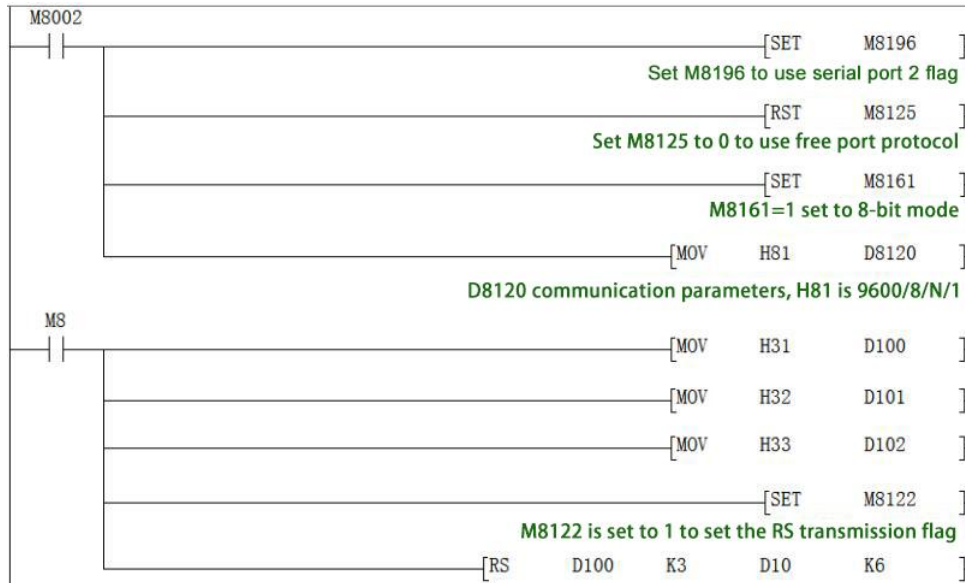 M8002
[SET M8196 ]
Set M8196 to use serial port 2 flag
[RST M8125 ]
Set M8125 to 0 to use free port protocol
[SET M8161 ]
M8161=1 set to 8-bit mode
[MOV H81 D8120 ]
D8120 communication parameters, H81 is 9600/8/N/1
M8
[MOV H31 D100 ]
[MOV H32 D101 ]
[MOV H33 D102 ]
[SET M8122 ]
M8122 is set to 1 to set the RS transmission flag
[RS D100 K3 D10 K6 ]